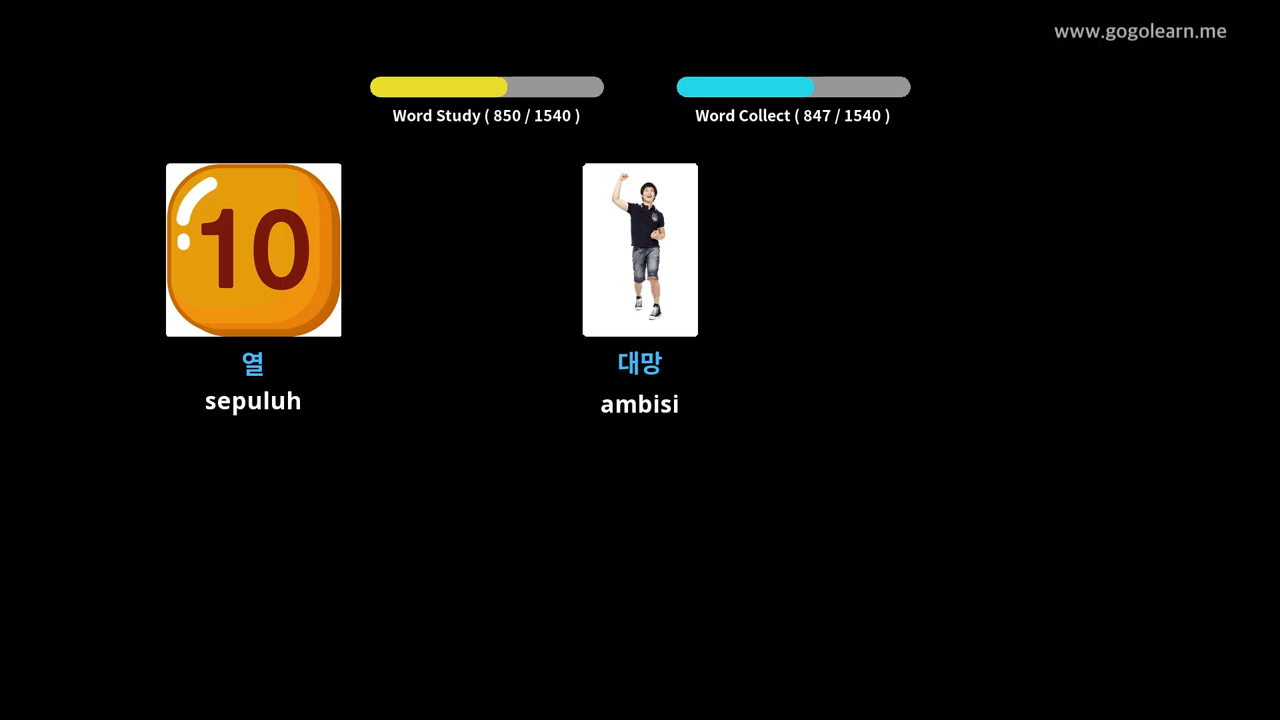 www.gogolearn.me
Word Study ( 850 / 1540 )
Word Collect ( 847 / 1540 )
10
열
sepuluh
대망
ambisi